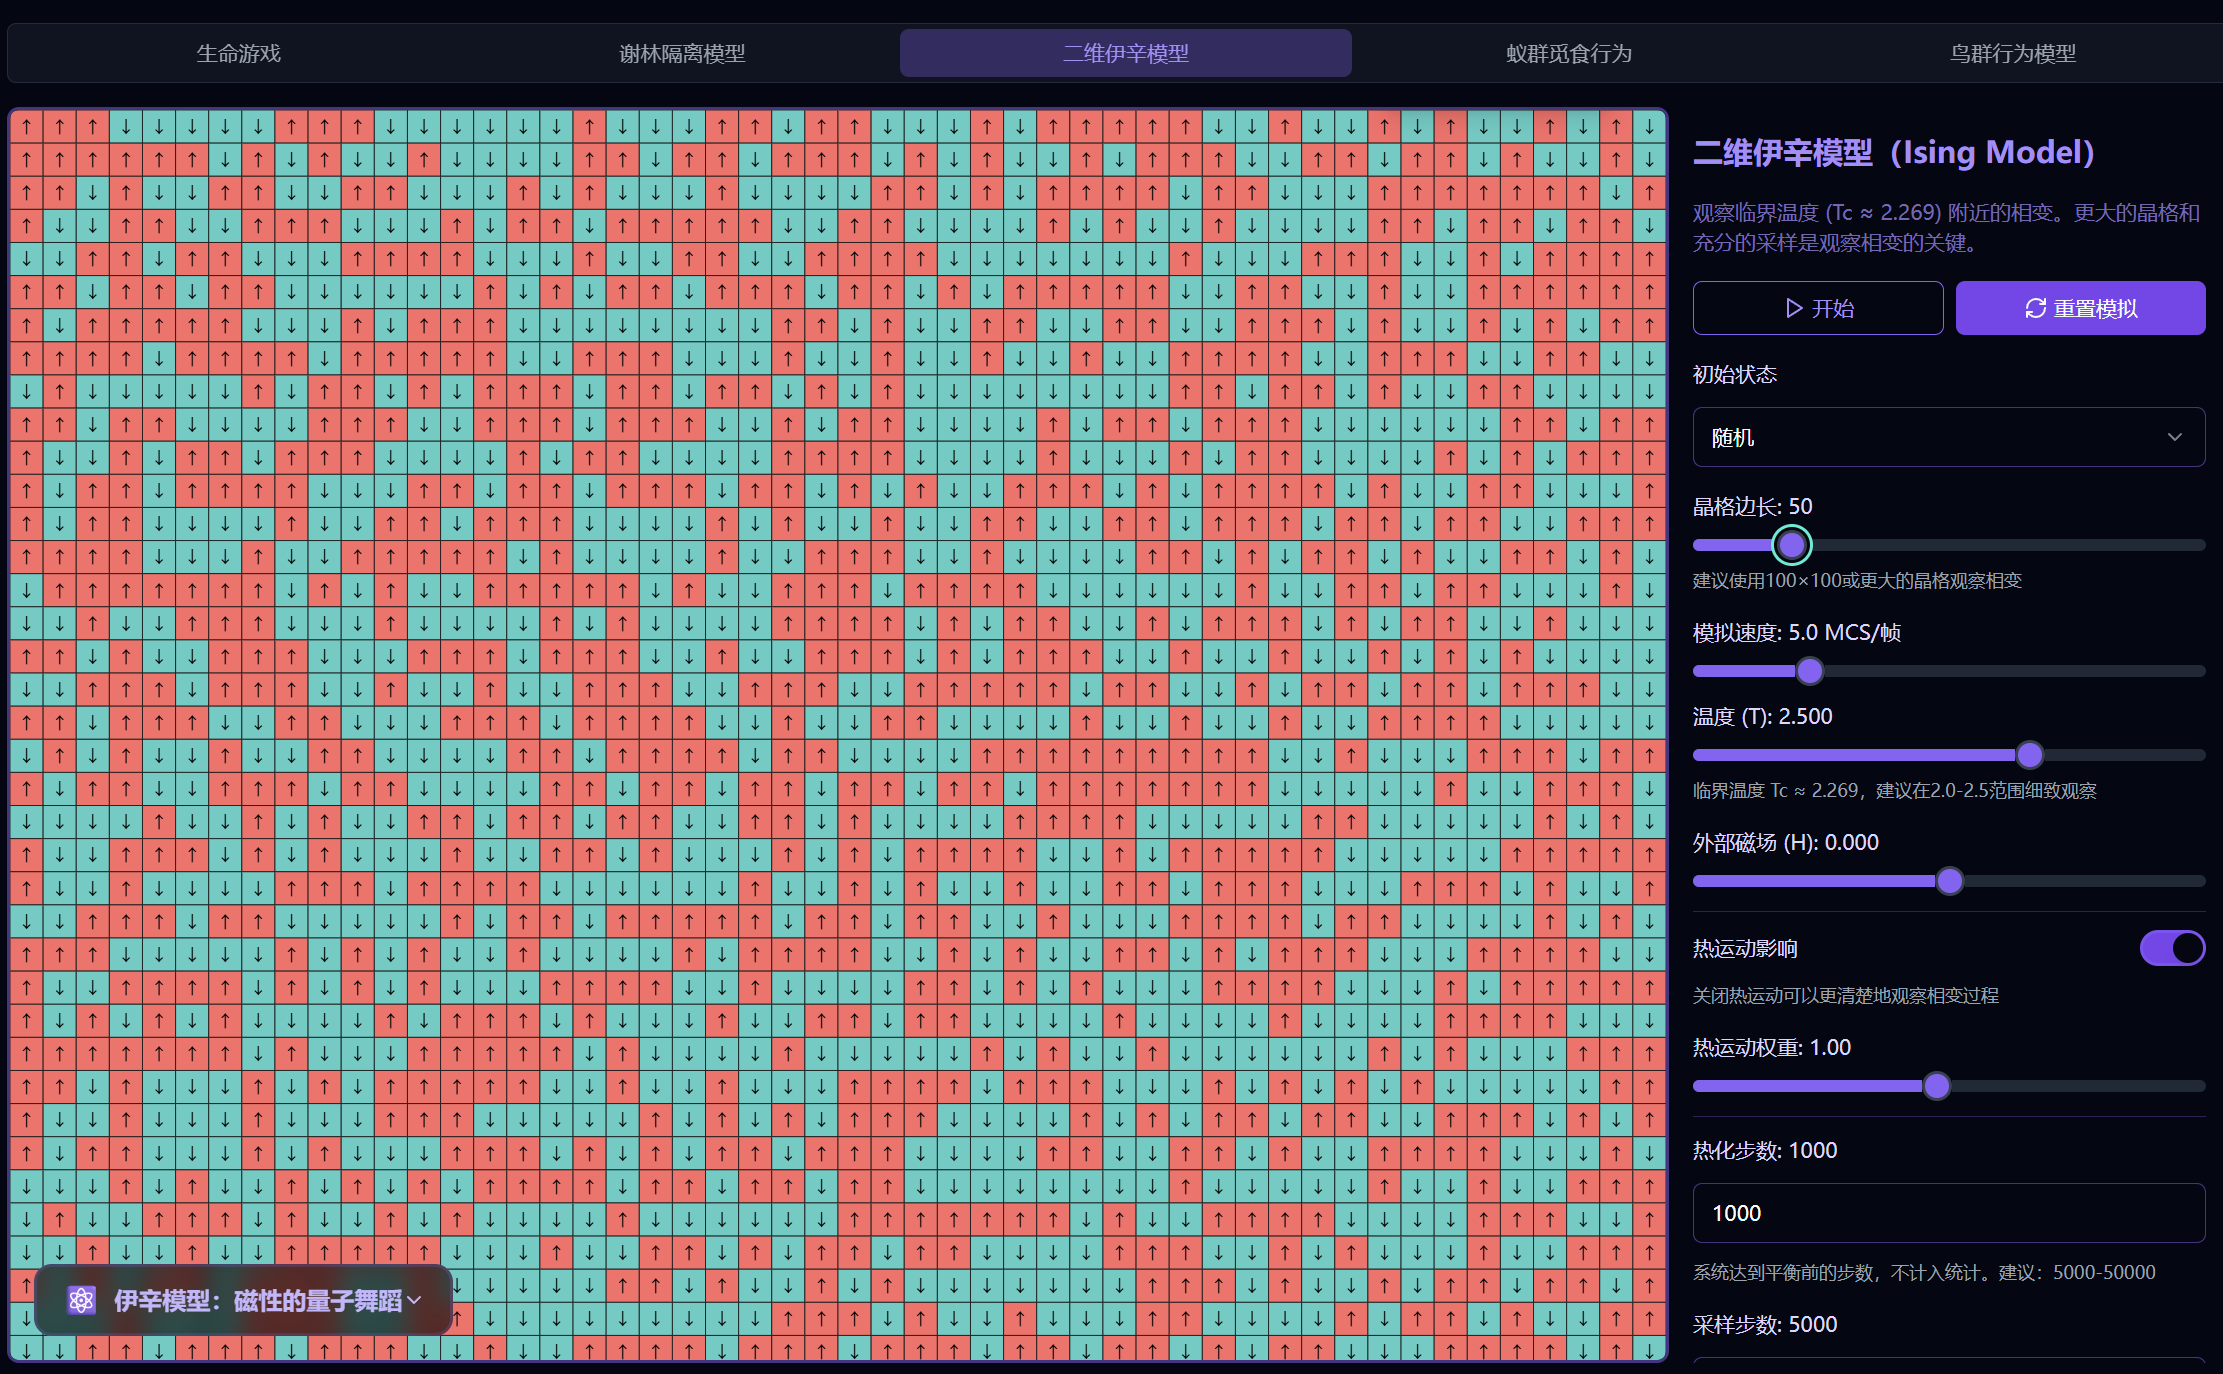 生命游戏
谢林隔离模型
二维伊辛模型
蚁群觅食行为
鸟群行为模型
二维伊辛模型（Ising Model）
观察临界温度 (Tc ≈ 2.269) 附近的相变。更大的晶格和
充分的采样是观察相变的关键。
开始
重置模拟
初始状态
随机
晶格边长: 50
建议使用100×100或更大的晶格观察相变
模拟速度: 5.0 MCS/帧
温度 (T): 2.500
临界温度 Tc ≈ 2.269，建议在2.0-2.5范围细致观察
外部磁场 (H): 0.000
热运动影响
关闭热运动可以更清楚地观察相变过程
热运动权重: 1.00
热化步数: 1000
1000
系统达到平衡前的步数，不计入统计。建议：5000-50000
采样步数: 5000
伊辛模型：磁性的量子舞蹈